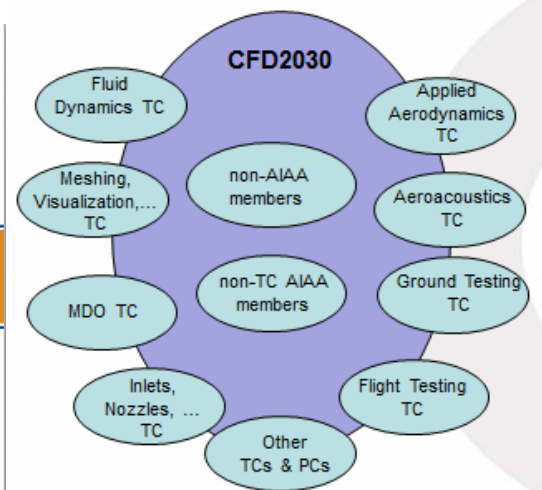 CFD2030
Fluid
Dynamics TC
Applied
Aerodynamics
TC
Meshing,
Visualization,...
TC
non-AIAA
members
Aeroacoustics
TC
MDO TC
non-TC AIAA
members
Ground Testing
TC
Inlets,
Nozzles, ...
TC
Flight Testing
TC
Other
TCs & PCs